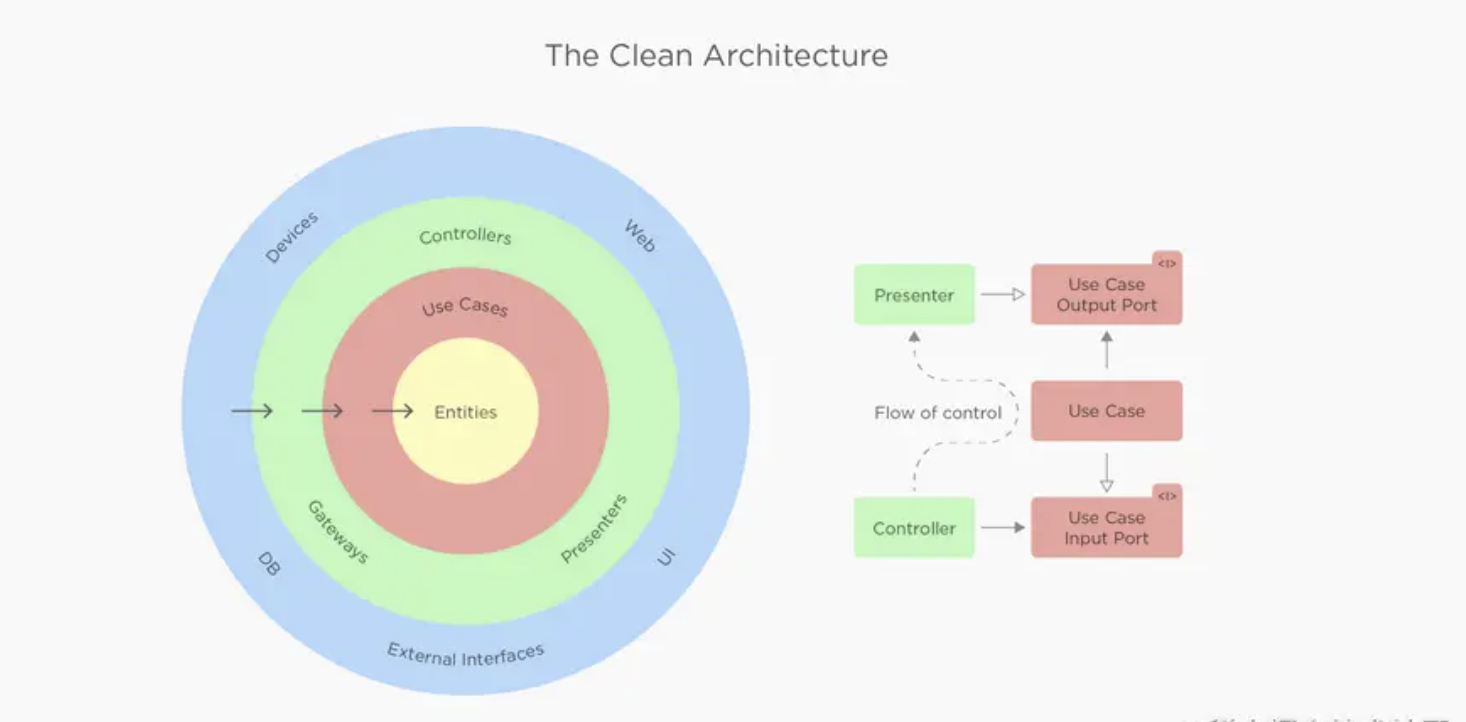 The Clean Architecture
Devices
Web
Controllers
Use Cases
Entities
Gateways
Presenters
DB
UI
External Interfaces
Presenter
<I>
Use Case
Output Port
Flow of control
Use Case
Controller
<I>
Use Case
Input Port